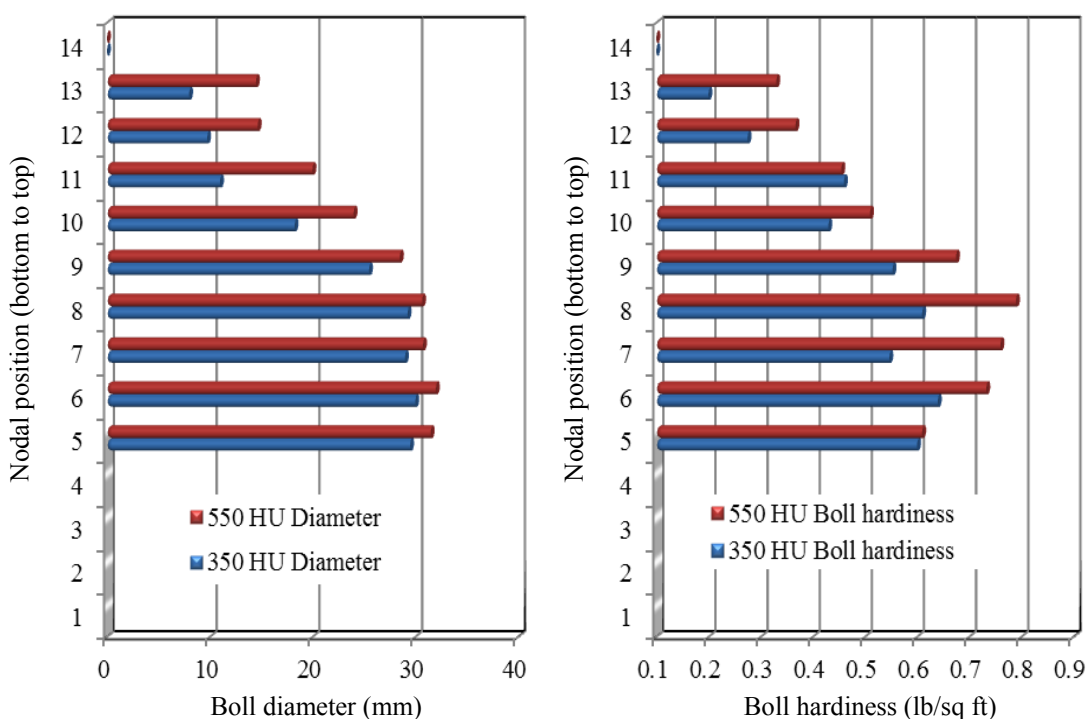 Nodal position (bottom to top)
14
13
12
11
10
9
8
7
6
5
4
3
2
1
550 HU Diameter
350 HU Diameter
0 10 20 30 40
Boll diameter (mm)
Nodal position (bottom to top)
14
13
12
11
10
9
8
7
6
5
4
3
2
1
550 HU Boll hardiness
350 HU Boll hardiness
0.1 0.2 0.3 0.4 0.5 0.6 0.7 0.8 0.9
Boll hardiness (lb/sq ft)